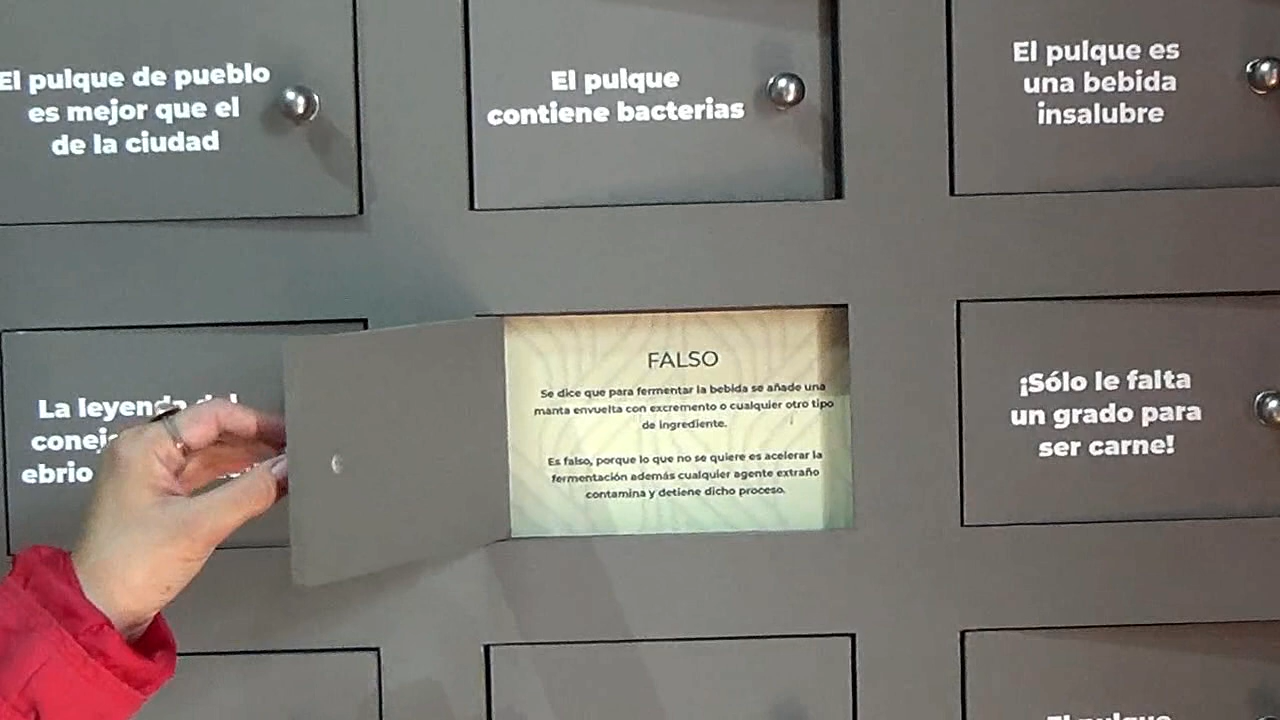 El pulque de pueblo
es mejor que el
de la ciudad
El pulque
contiene bacterias
El pulque es
una bebida
insalubre
La leyenda del
ebrio
FALSO
Se dice que para fermentar la bebida se añade una
manta envuelta con excremento o cualquier otro tipo
de ingrediente.
Es falso, porque lo que no se quiere es acelerar la
fermentación además cualquier agente extraño
contamina y detiene dicho proceso.
¡Sólo le falta
un grado para
ser carne!
El pulque